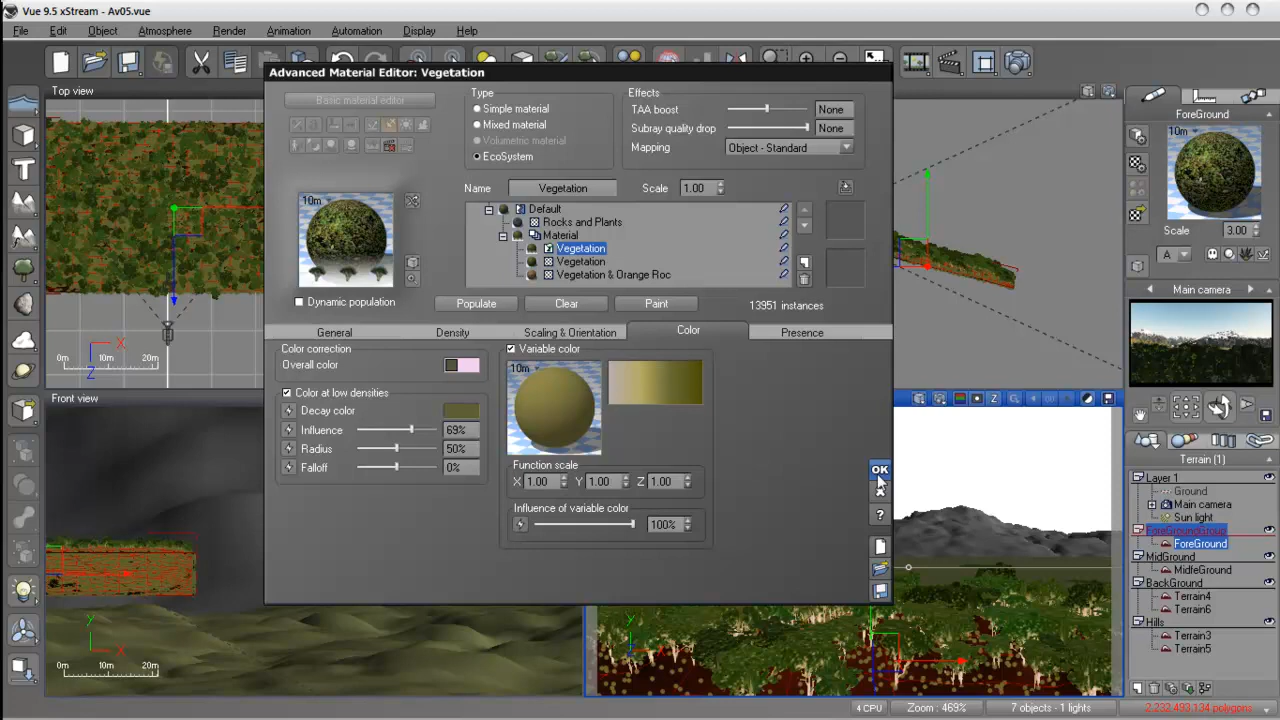 Vue 9.5 xStream - Av05.vue
File Edit Object Atmosphere Render Animation Automation Display Help
Top view
Advanced Material Editor: Vegetation
Basic material editor
Type
Simple material
Mixed material
Volumetric material
EcoSystem
Effects
TAA boost None
Subray quality drop None
Mapping Object - Standard
Name Vegetation Scale 1.00
10m
Default
Rocks and Plants
Material
Vegetation
Vegetation
Vegetation & Orange Roc
Dynamic population
Populate Clear Paint 13951 instances
General Density Scaling & Orientation Color Presence
Color correction
Overall color
Color at low densities
Decay color
Influence 69%
Radius 50%
Falloff 0%
Variable color
10m
Function scale
X 1.00 Y 1.00 Z 1.00
Influence of variable color
100%
OK
?
X
Z
0m 10m 20m
Front view
Y
X
0m 10m 20m
Y
Z
ForeGround
10m
Scale 3.00
A
Main camera
Terrain (1)
Layer 1
Ground
Main camera
Sun light
ForeGroundGroup
ForeGround
MidGround
MidfeGround
BackGround
Terrain4
Terrain6
Hills
Terrain3
Terrain5
4 CPU Zoom : 469% 7 objects - 1 lights 2.232.493.134 polygons